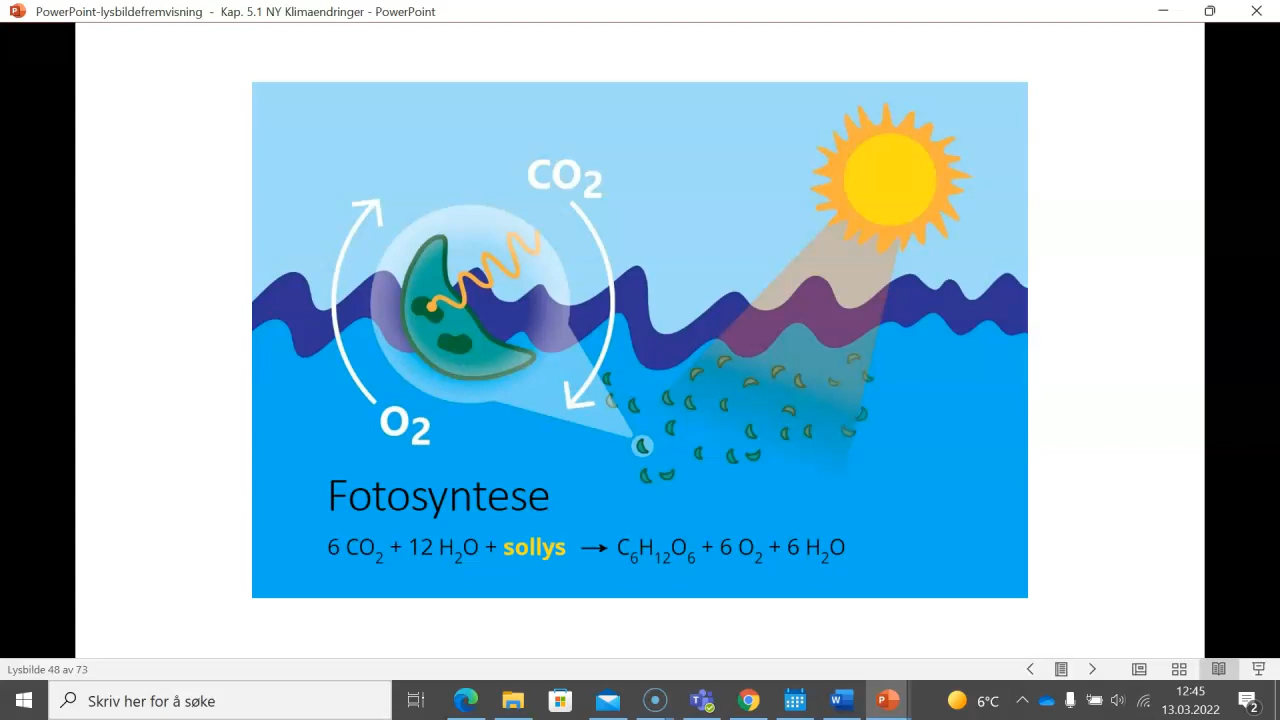 PowerPoint-lysbildefremvisning - Kap. 5.1 NY Klimaendringer - PowerPoint
CO₂
O₂
Fotosyntese
6 CO₂ + 12 H₂O + sollys → C₆H₁₂O₆ + 6 O₂ + 6 H₂O
Lysbilde 48 av 73
Skriv her for å søke
6°C
12:45
13.03.2022
2